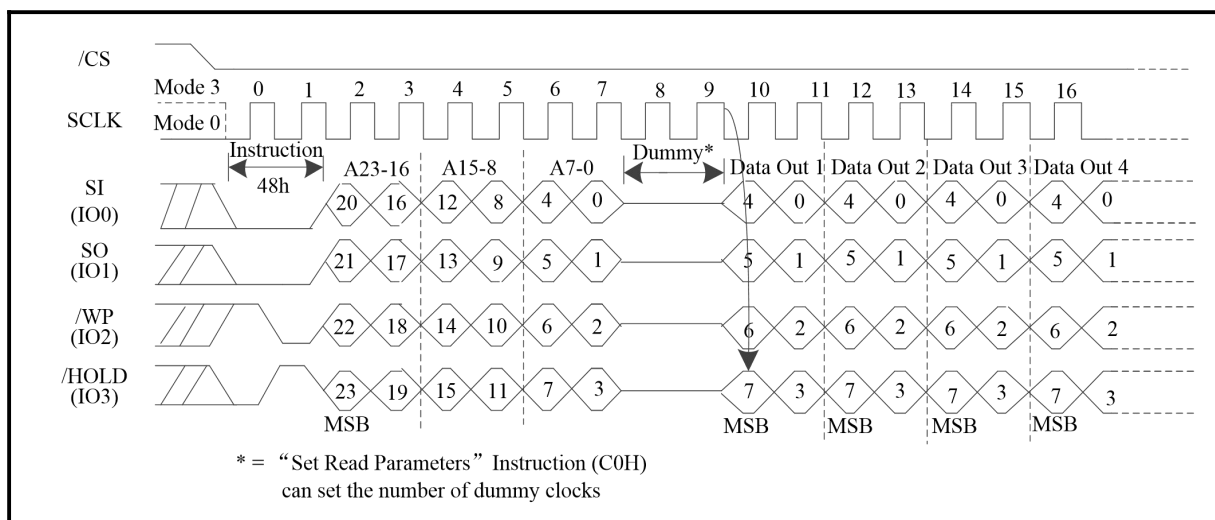 /CS
Mode 3 0 1 2 3 4 5 6 7 8 9 10 11 12 13 14 15 16
SCLK Mode 0
Instruction A23-16 A15-8 A7-0 Dummy* Data Out 1 Data Out 2 Data Out 3 Data Out 4
48h
SI
(IO0) 20 16 12 8 4 0 4 0 4 0 4 0 4 0
SO
(IO1) 21 17 13 9 5 1 5 1 5 1 5 1 5 1
/WP
(IO2) 22 18 14 10 6 2 6 2 6 2 6 2 6 2
/HOLD
(IO3) 23 19 15 11 7 3 7 3 7 3 7 3 7 3
MSB MSB MSB MSB MSB
* = “Set Read Parameters” Instruction (C0H)
can set the number of dummy clocks